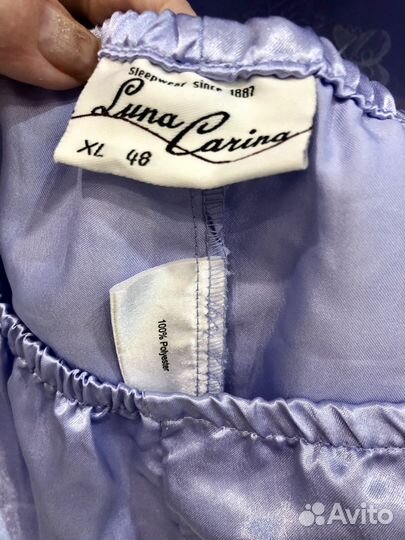 Sleepwear since 1887
Luna Carina
XL 48
100% Polyester
Avito